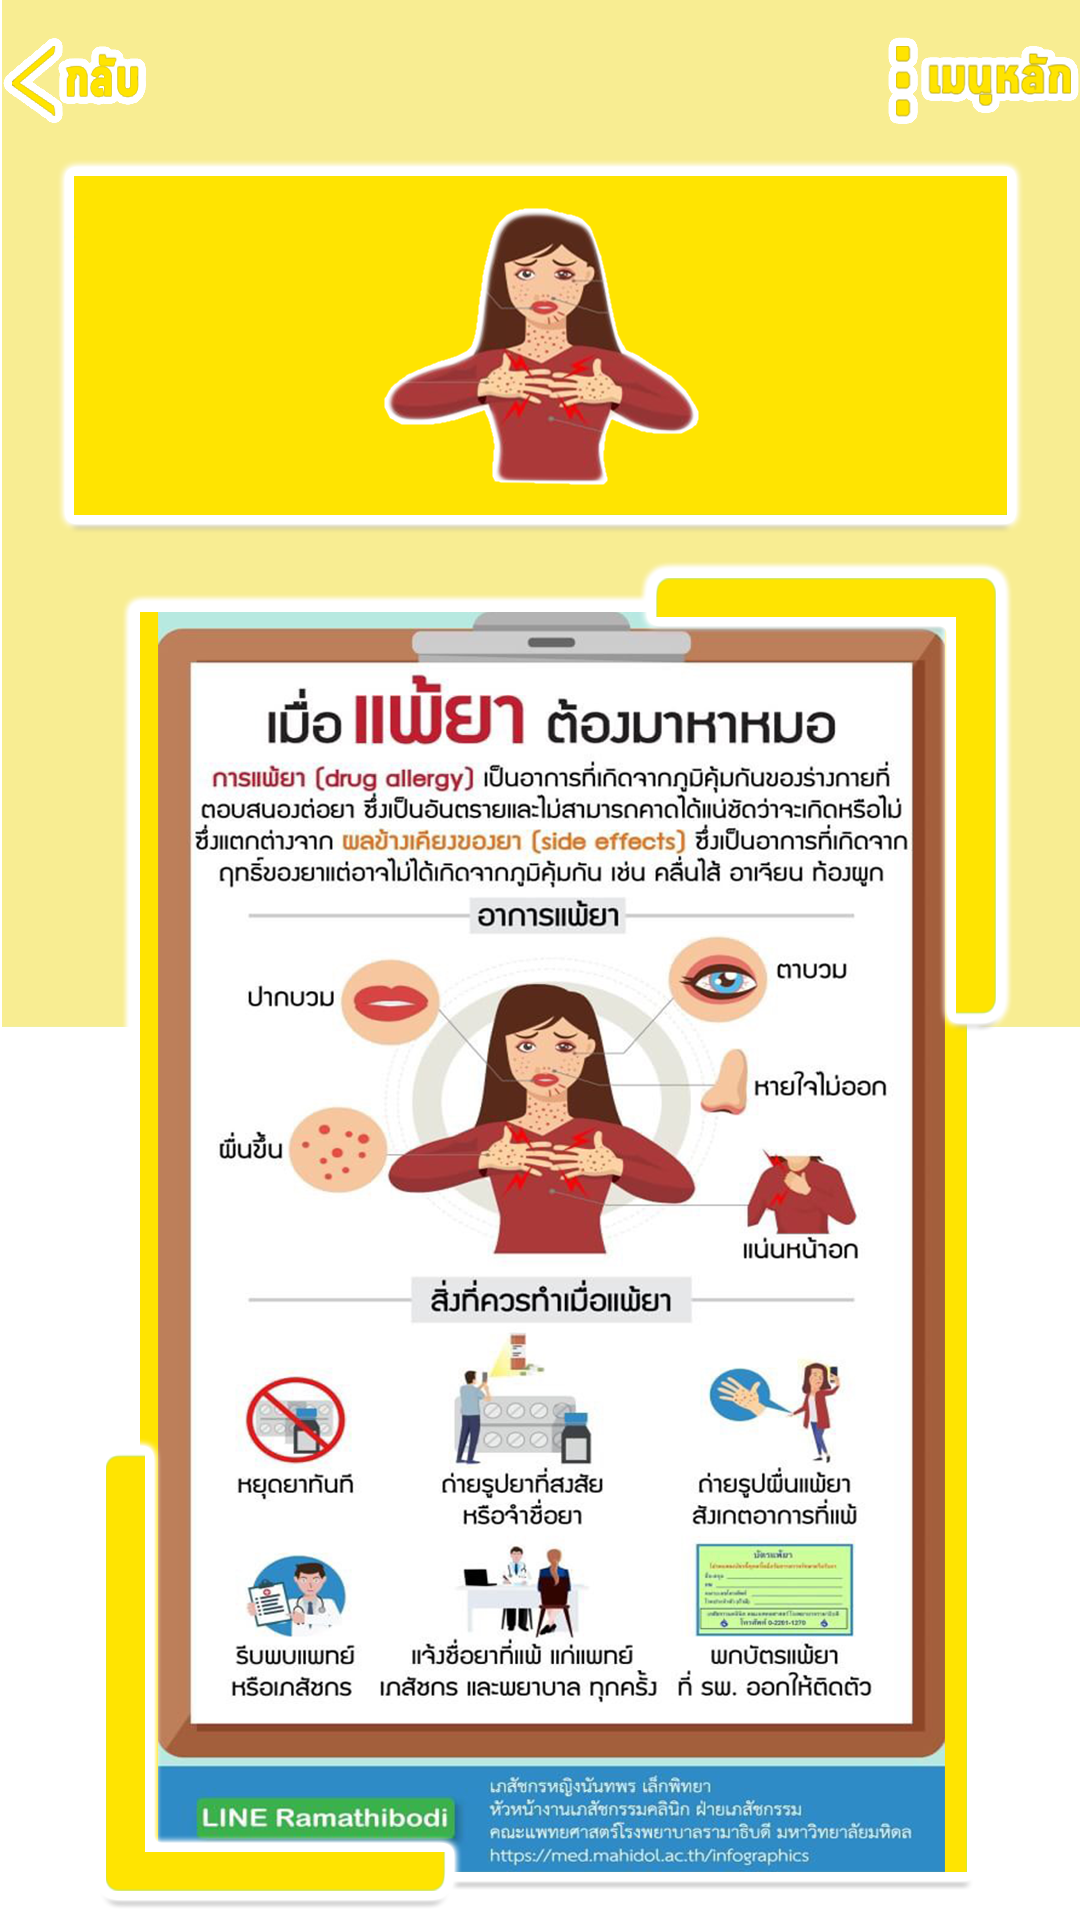 กลับ
เมนูหลัก
เมื่อ แพ้ยา ต้องมาหาหมอ
การแพ้ยา (drug allergy) เป็นอาการที่เกิดจากภูมิคุ้มกันของร่างกายที่
ตอบสนองต่อยา ซึ่งเป็นอันตรายและไม่สามารถคาดได้แน่ชัดว่าจะเกิดหรือไม่
ซึ่งแตกต่างจาก ผลข้างเคียงของยา (side effects) ซึ่งเป็นอาการที่เกิดจาก
ฤทธิ์ของยาแต่อาจไม่ได้เกิดจากภูมิคุ้มกัน เช่น คลื่นไส้ อาเจียน ท้องผูก
อาการแพ้ยา
ปากบวม
ตาบวม
หายใจไม่ออก
ผื่นขึ้น
แน่นหน้าอก
สิ่งที่ควรทำเมื่อแพ้ยา
หยุดยาทันที
ถ่ายรูปยาที่สงสัย
หรือจำชื่อยา
ถ่ายรูปผื่นแพ้ยา
สังเกตอาการที่แพ้
บัตรแพ้ยา
โทรศัพท์ 0-2201-1270
รีบพบแพทย์
หรือเภสัชกร
แจ้งชื่อยาที่แพ้ แก่แพทย์
เภสัชกร และพยาบาล ทุกครั้ง
พกบัตรแพ้ยา
ที่ รพ. ออกให้ติดตัว
LINE Ramathibodi
เภสัชกรหญิงนันทพร เล็กพิทยา
หัวหน้างานเภสัชกรรมคลินิก ฝ่ายเภสัชกรรม
คณะแพทยศาสตร์โรงพยาบาลรามาธิบดี มหาวิทยาลัยมหิดล
https://med.mahidol.ac.th/infographics